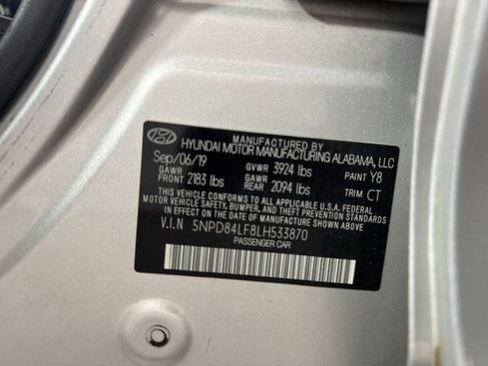 MANUFACTURED BY
HYUNDAI MOTOR MANUFACTURING ALABAMA, LLC
Sep/06/19 GVWR 3924 lbs PAINT Y8
GAWR FRONT 2183 lbs GAWR REAR 2094 lbs TRIM CT
THIS VEHICLE CONFORMS TO ALL APPLICABLE U.S.A. FEDERAL
MOTOR VEHICLE SAFETY, BUMPER, AND THEFT PREVENTION STANDARDS
IN EFFECT ON THE DATE OF MANUFACTURE SHOWN ABOVE.
V.I.N 5NPD84LF8LH533870
PASSENGER CAR